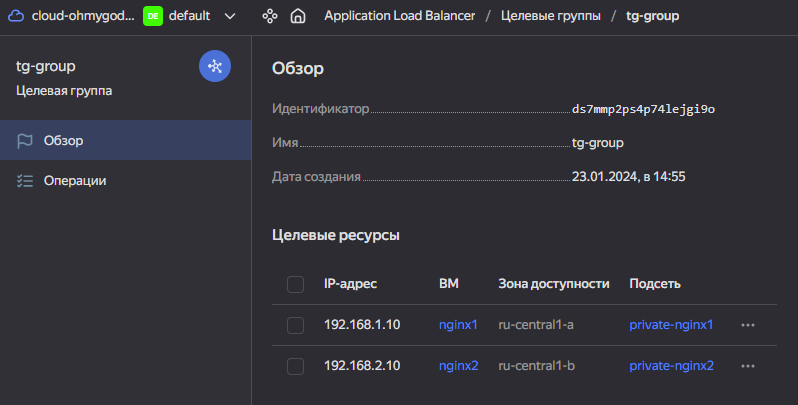 cloud-ohmygod... DE default Application Load Balancer / Целевые группы / tg-group
tg-group
Целевая группа
Обзор
Операции
Обзор
Идентификатор ds7mmp2ps4p74lejgi9o
Имя tg-group
Дата создания 23.01.2024, в 14:55
Целевые ресурсы
IP-адрес ВМ Зона доступности Подсеть
192.168.1.10 nginx1 ru-central1-a private-nginx1
192.168.2.10 nginx2 ru-central1-b private-nginx2